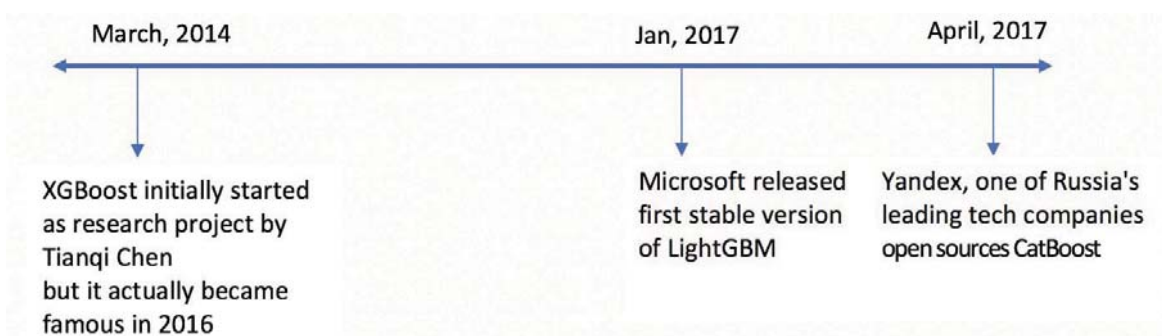 March, 2014
Jan, 2017
April, 2017
XGBoost initially started
as research project by
Tianqi Chen
but it actually became
famous in 2016
Microsoft released
first stable version
of LightGBM
Yandex, one of Russia's
leading tech companies
open sources CatBoost